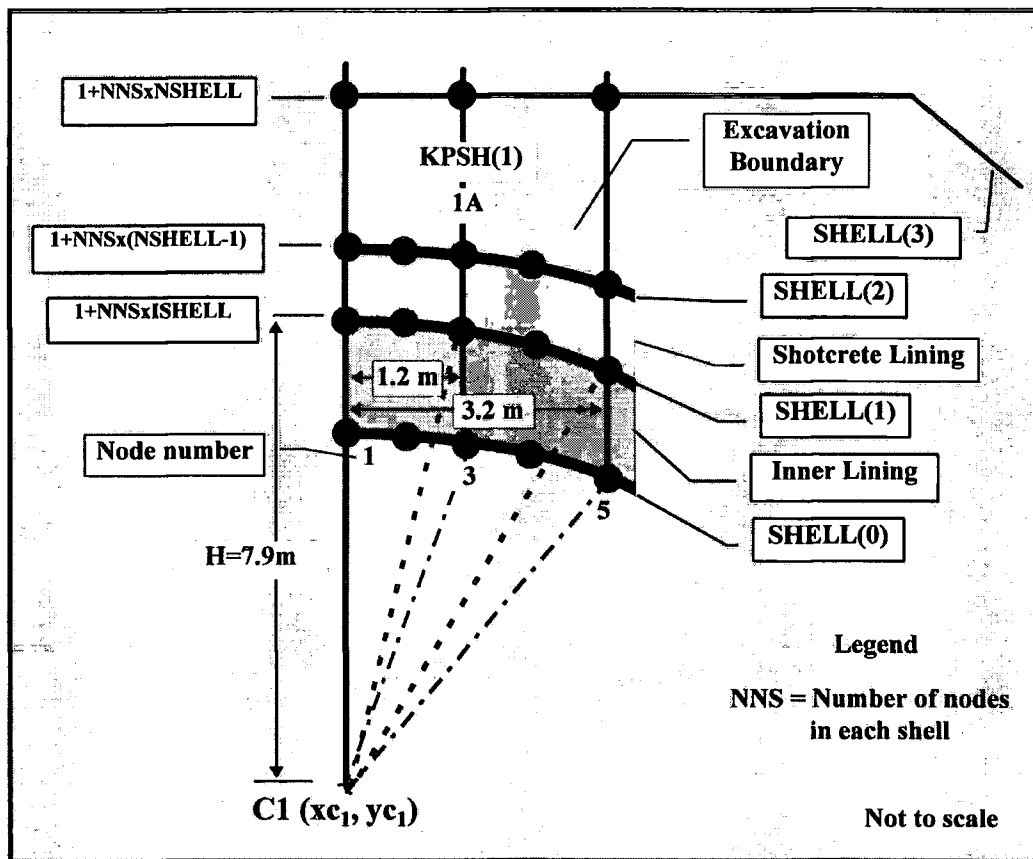 1+NNSxNSHELL
KPSH(1)
1A
Excavation
Boundary
SHELL(3)
1+NNSx(NSHELL-1)
SHELL(2)
1+NNSxISHELL
Shotcrete Lining
1.2 m
3.2 m
SHELL(1)
Node number
1
3
5
Inner Lining
SHELL(0)
H=7.9m
Legend
NNS = Number of nodes
in each shell
C1 (xc₁, yc₁)
Not to scale